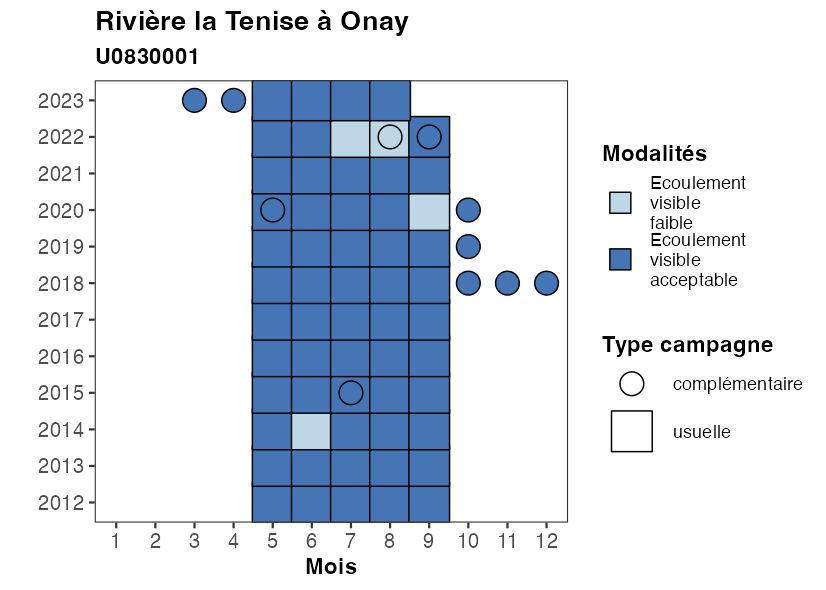 Rivière la Tenise à Onay
U0830001
2023
2022
2021
2020
2019
2018
2017
2016
2015
2014
2013
2012
1 2 3 4 5 6 7 8 9 10 11 12
Mois
Modalités
Ecoulement
visible
faible
Ecoulement
visible
acceptable
Type campagne
complémentaire
usuelle